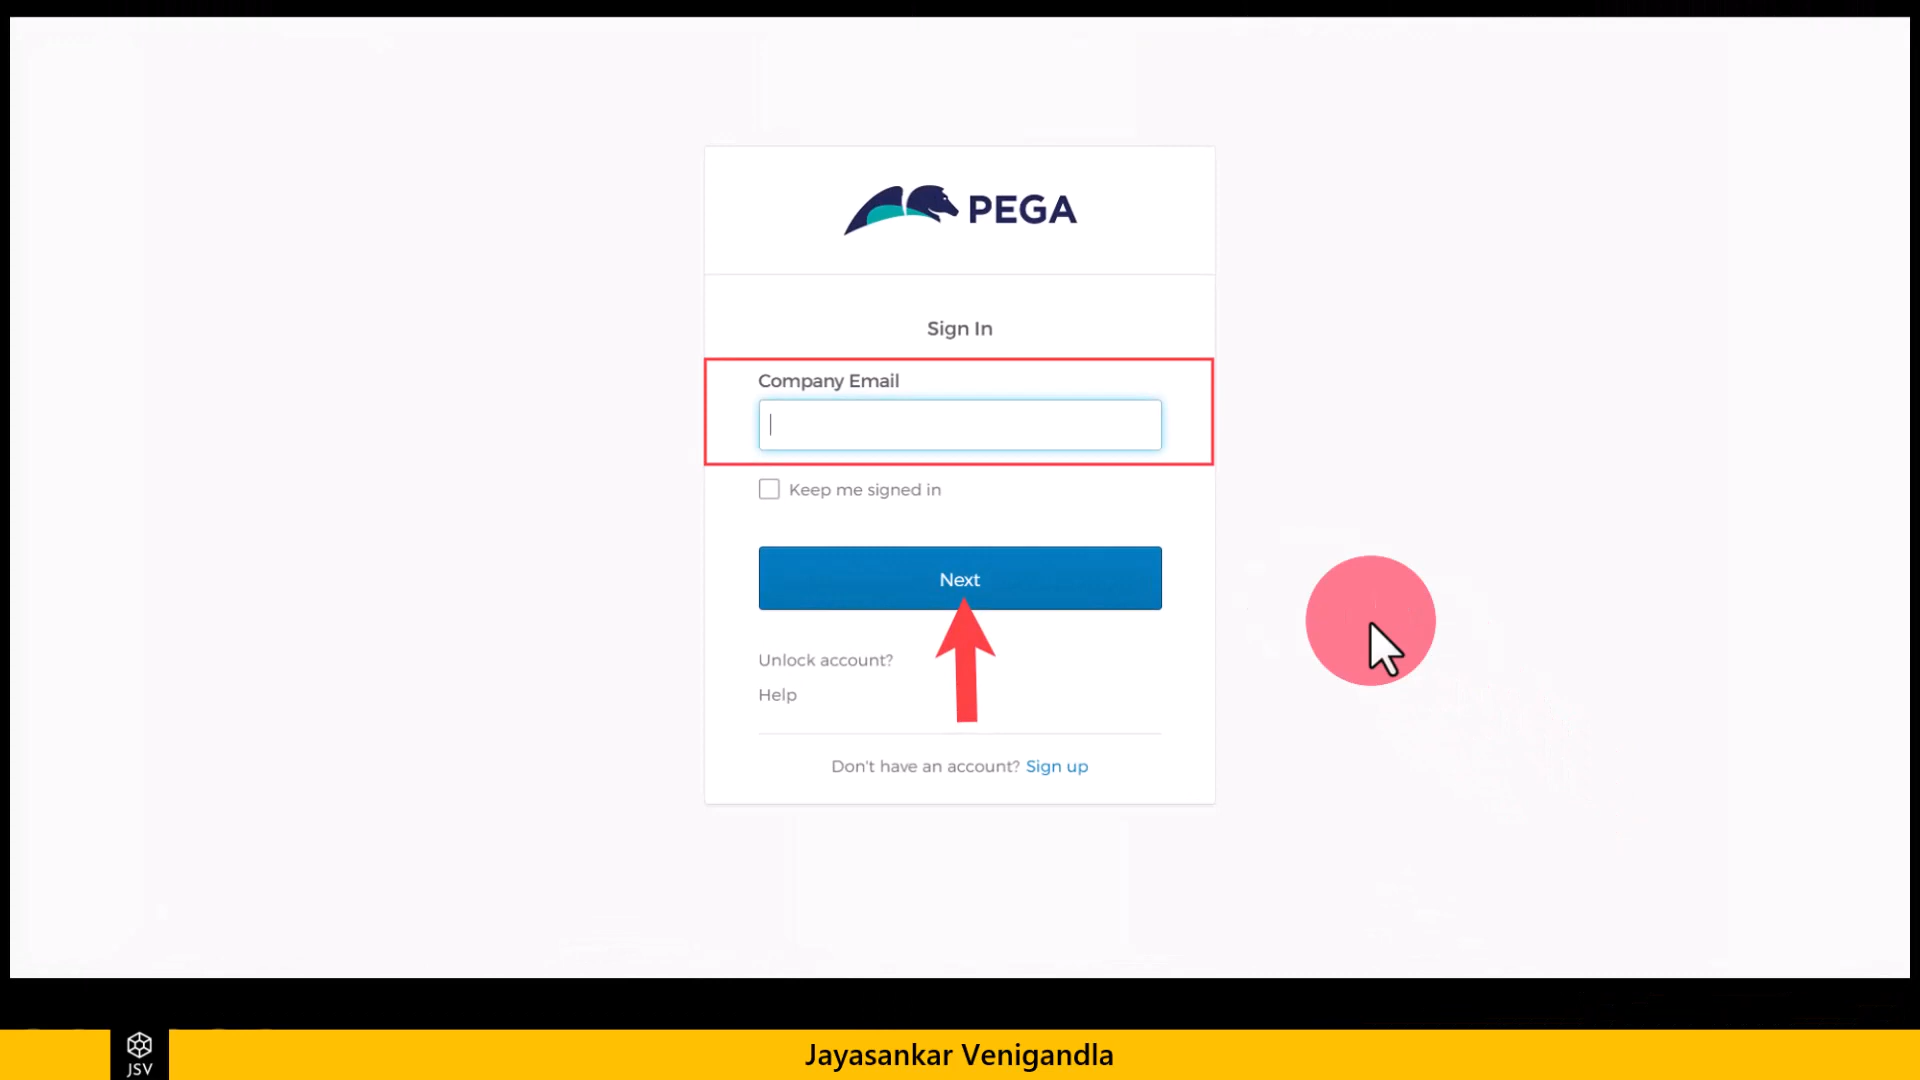 PEGA
Sign In
Company Email
Keep me signed in
Next
Unlock account?
Help
Don't have an account? Sign up
JSV
Jayasankar Venigandla